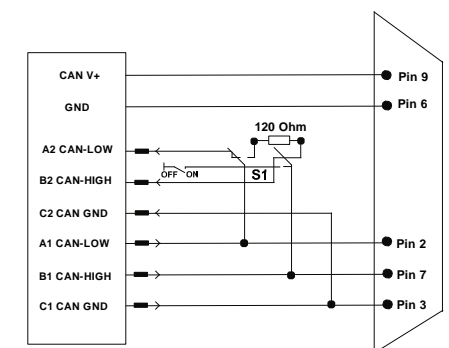 CAN V+
Pin 9
GND
Pin 6
120 Ohm
A2 CAN-LOW
OFF ON
S1
B2 CAN-HIGH
C2 CAN GND
A1 CAN-LOW
Pin 2
B1 CAN-HIGH
Pin 7
C1 CAN GND
Pin 3